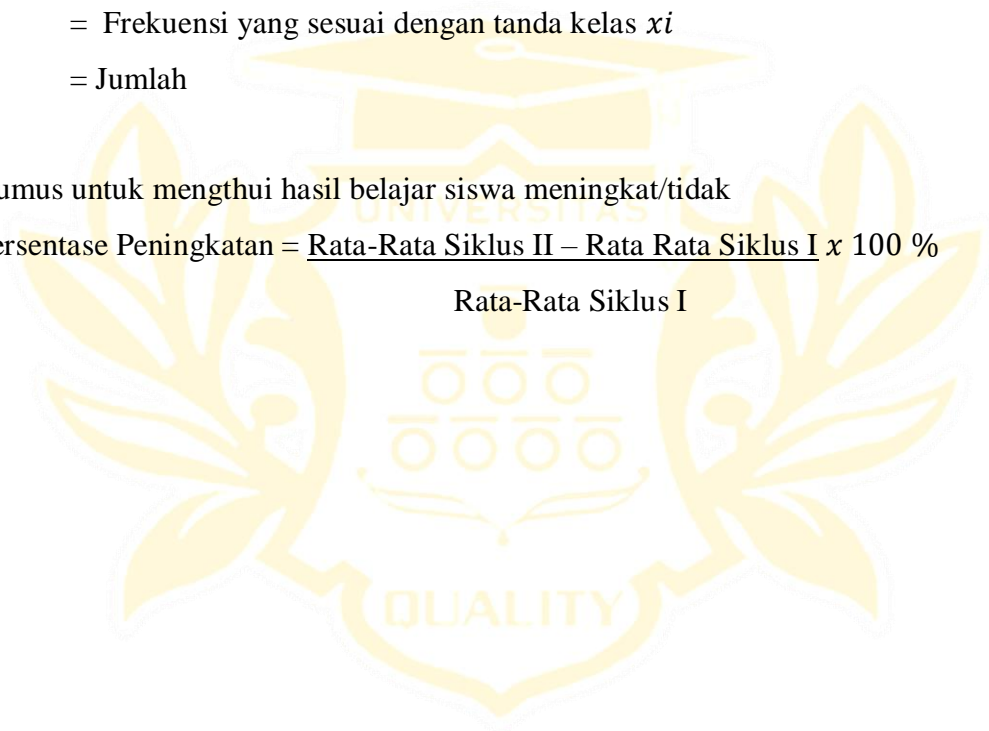 = Frekuensi yang sesuai dengan tanda kelas xi
= Jumlah
umus untuk mengthui hasil belajar siswa meningkat/tidak
ersentase Peningkatan = Rata-Rata Siklus II – Rata Rata Siklus I x 100 %
Rata-Rata Siklus I
UNIVERSITAS
QUALITY